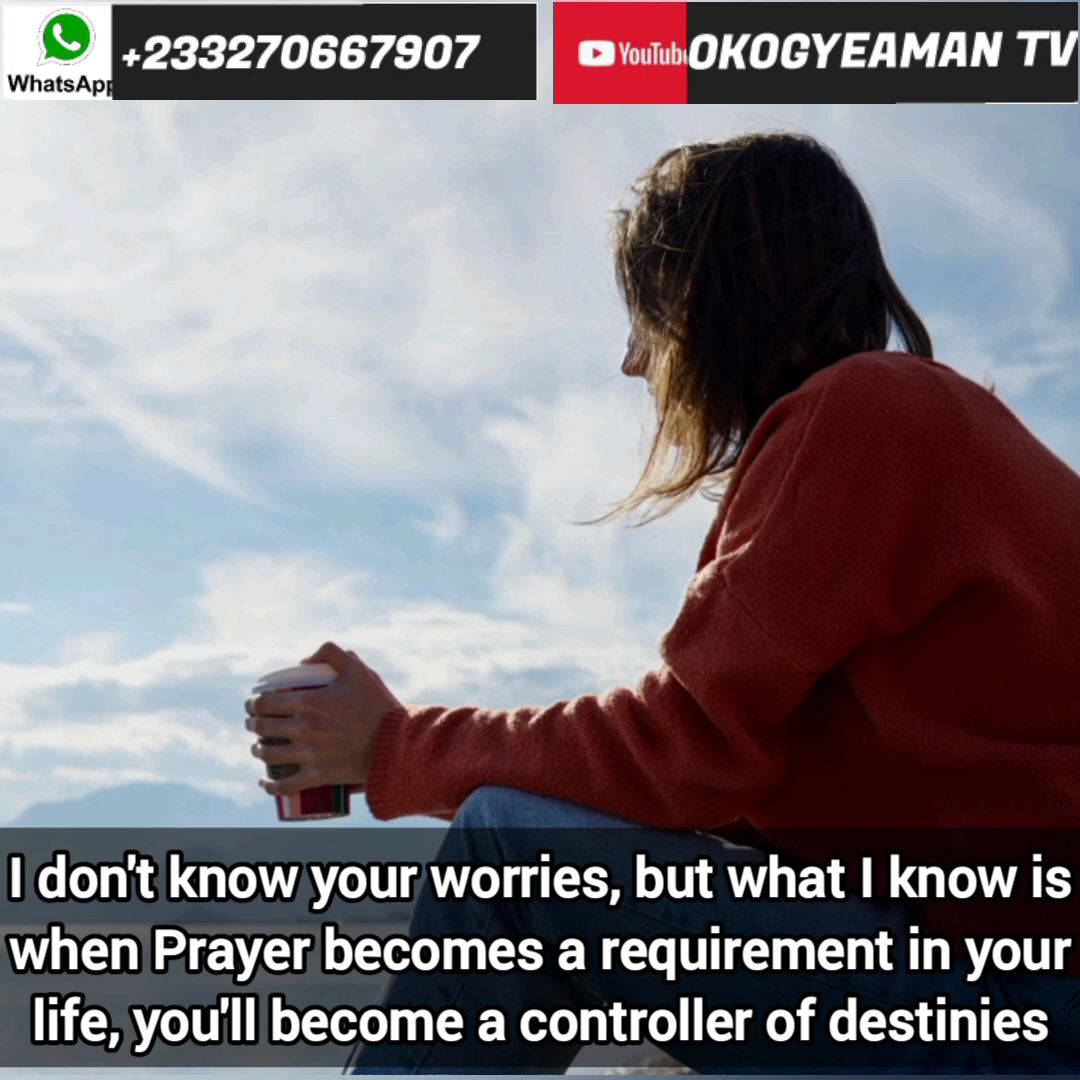 WhatsApp
+233270667907
YouTube
OKOGYEAMAN TV
I don't know your worries, but what I know is
when Prayer becomes a requirement in your
life, you'll become a controller of destinies